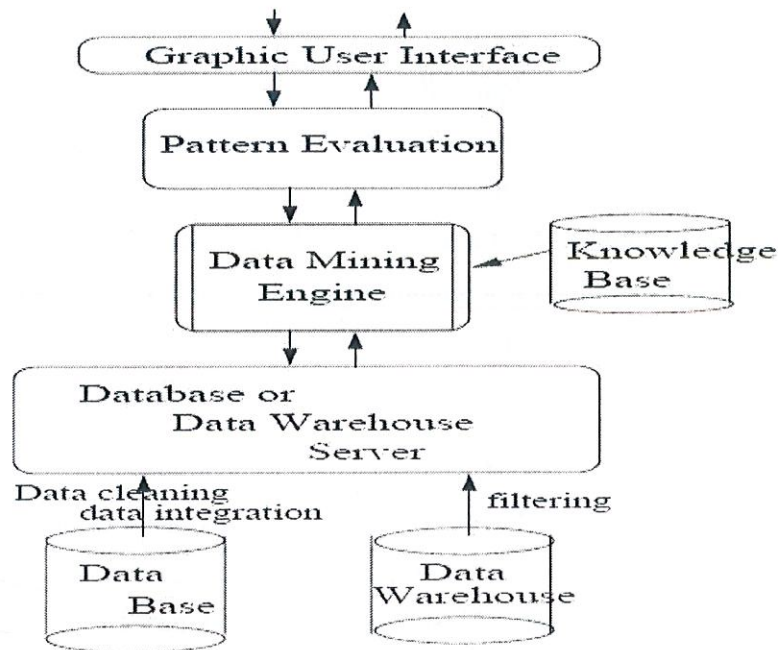 Graphic User Interface
Pattern Evaluation
Data Mining
Engine
Knowledge
Base
Database or
Data Warehouse
Server
Data cleaning
data integration
filtering
Data
Base
Data
Warehouse